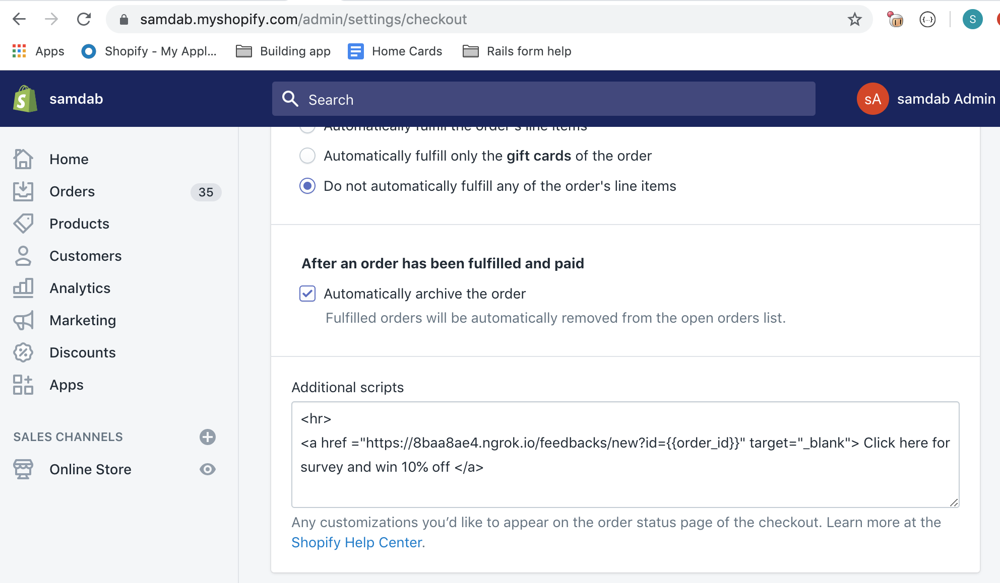 samdab.myshopify.com/admin/settings/checkout
S
Apps
Shopify - My Appl...
Building app
Home Cards
Rails form help
samdab
Search
sA
samdab Admin
Automatically fulfill the order's line items
Automatically fulfill only the gift cards of the order
Do not automatically fulfill any of the order's line items
Home
Orders
35
Products
Customers
Analytics
Marketing
Discounts
Apps
SALES CHANNELS
Online Store
After an order has been fulfilled and paid
Automatically archive the order
Fulfilled orders will be automatically removed from the open orders list.
Additional scripts
<hr>
<a href ="https://8baa8ae4.ngrok.io/feedbacks/new?id={{order_id}}" target="_blank"> Click here for
survey and win 10% off </a>
Any customizations you’d like to appear on the order status page of the checkout. Learn more at the
Shopify Help Center.